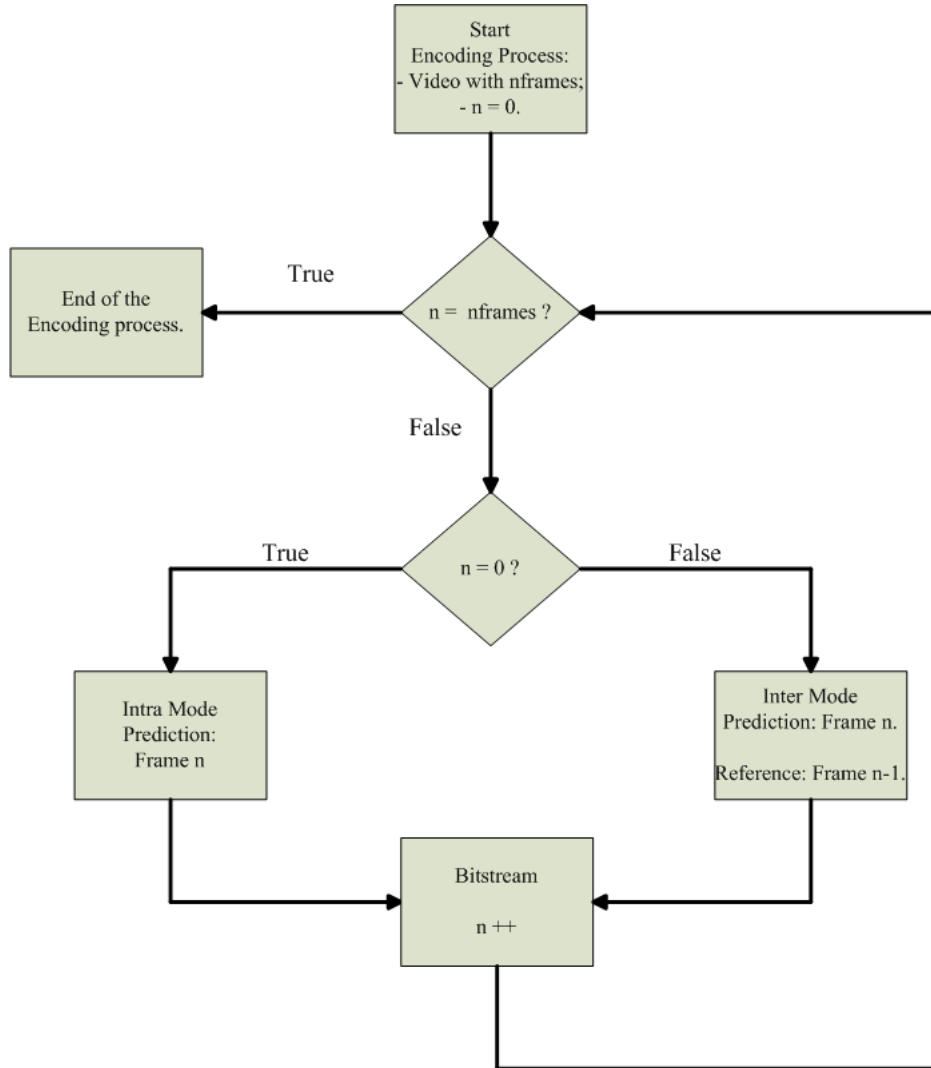 Start
Encoding Process:
- Video with nframes;
- n = 0.
True
End of the
Encoding process.
n =  nframes ?
False
n = 0 ?
True
False
Intra Mode
Prediction:
Frame n
Inter Mode
Prediction: Frame n.
Reference: Frame n-1.
Bitstream
n ++